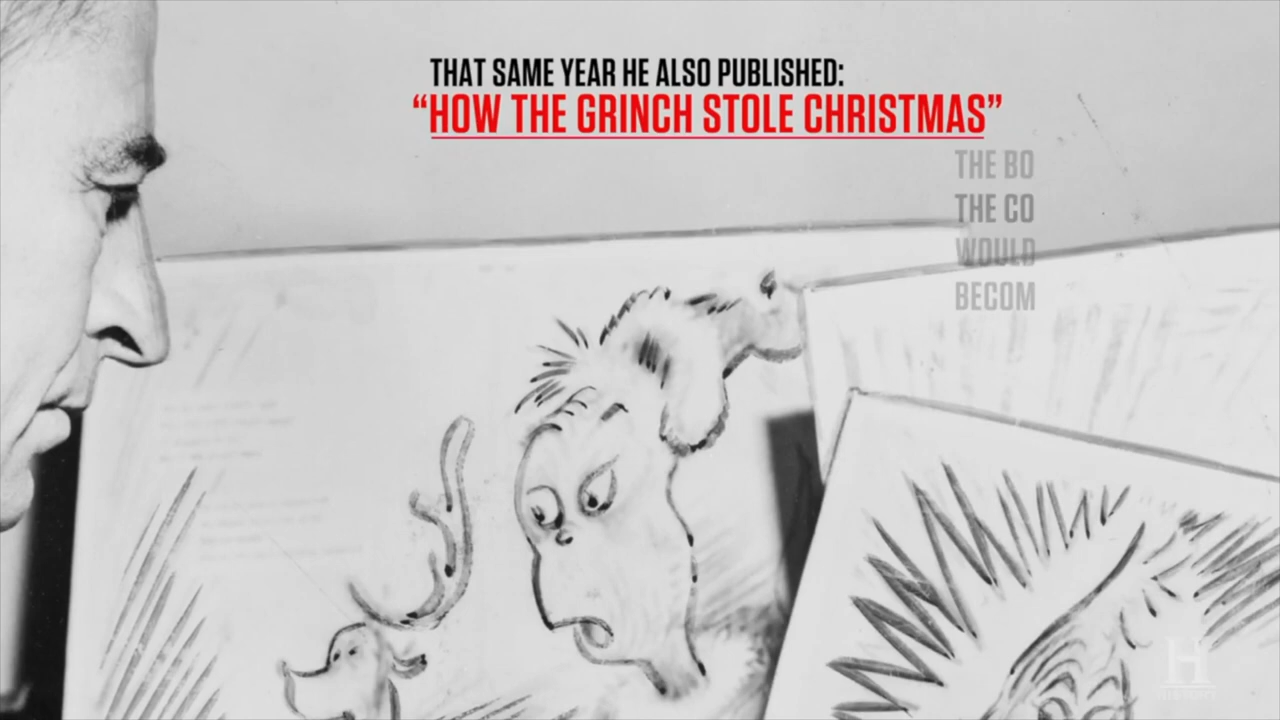 THAT SAME YEAR HE ALSO PUBLISHED:
“HOW THE GRINCH STOLE CHRISTMAS”
THE BO
THE CO
WOULD
BECOM
H